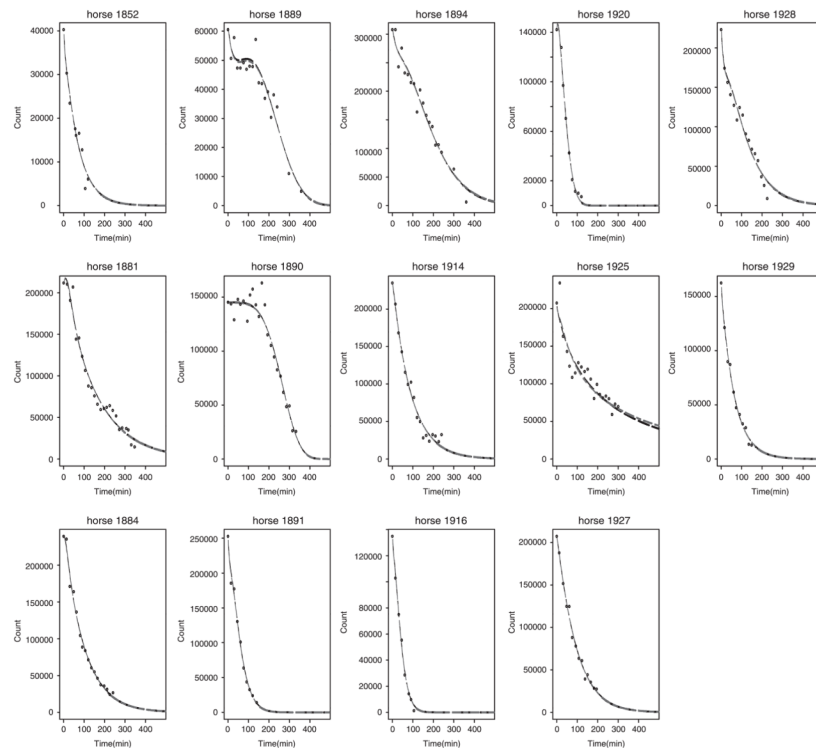 horse 1852
Count
40000
30000
20000
10000
0
0 100 200 300 400
Time(min)
horse 1889
Count
60000
50000
40000
30000
20000
10000
0
0 100 200 300 400
Time(min)
horse 1894
Count
300000
200000
100000
0
0 100 200 300 400
Time(min)
horse 1920
Count
140000
100000
60000
20000
0
0 100 200 300 400
Time(min)
horse 1928
Count
200000
150000
100000
50000
0
0 100 200 300 400
Time(min)
horse 1881
Count
200000
150000
100000
50000
0
0 100 200 300 400
Time(min)
horse 1890
Count
150000
100000
50000
0
0 100 200 300 400
Time(min)
horse 1914
Count
200000
150000
100000
50000
0
0 100 200 300 400
Time(min)
horse 1925
Count
200000
150000
100000
50000
0
0 100 200 300 400
Time(min)
horse 1929
Count
150000
100000
50000
0
0 100 200 300 400
Time(min)
horse 1884
Count
200000
150000
100000
50000
0
0 100 200 300 400
Time(min)
horse 1891
Count
250000
200000
150000
100000
50000
0
0 100 200 300 400
Time(min)
horse 1916
Count
120000
80000
60000
40000
20000
0
0 100 200 300 400
Time(min)
horse 1927
Count
200000
150000
100000
50000
0
0 100 200 300 400
Time(min)